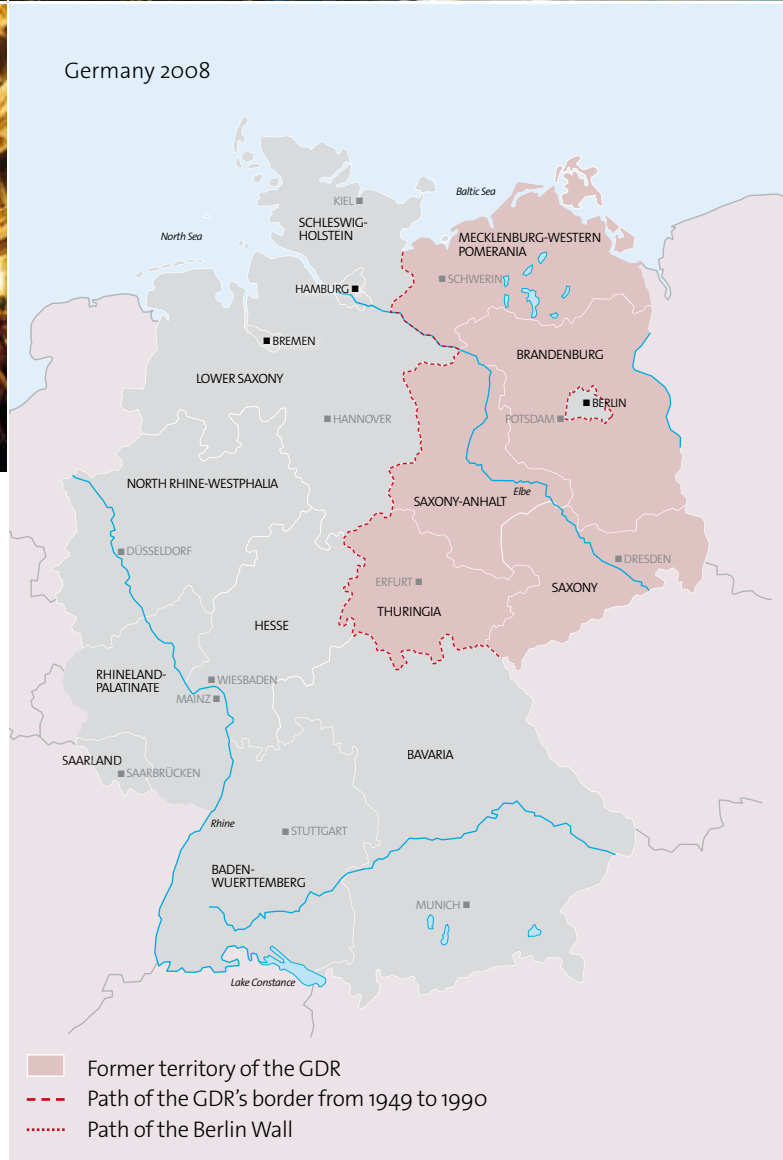 Germany 2008
Baltic Sea
KIEL
SCHLESWIG-
HOLSTEIN
North Sea
MECKLENBURG-WESTERN
POMERANIA
SCHWERIN
HAMBURG
BREMEN
BRANDENBURG
LOWER SAXONY
BERLIN
HANNOVER
POTSDAM
NORTH RHINE-WESTPHALIA
Elbe
SAXONY-ANHALT
DÜSSELDORF
DRESDEN
ERFURT
SAXONY
THURINGIA
HESSE
RHINELAND-
PALATINATE
WIESBADEN
MAINZ
BAVARIA
SAARLAND
SAARBRÜCKEN
Rhine
STUTTGART
BADEN-
WUERTTEMBERG
MUNICH
Lake Constance
Former territory of the GDR
Path of the GDR's border from 1949 to 1990
Path of the Berlin Wall